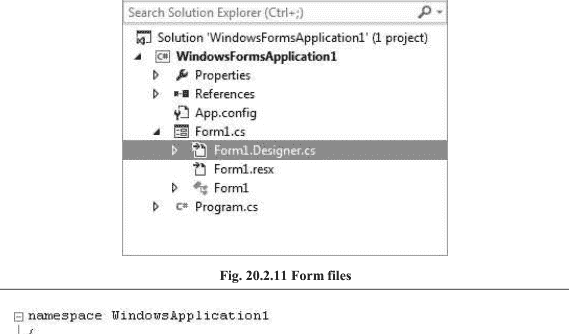 Search Solution Explorer (Ctrl+;)
Solution 'WindowsFormsApplication1' (1 project)
C# WindowsFormsApplication1
Properties
References
App.config
Form1.cs
Form1.Designer.cs
Form1.resx
Form1
C# Program.cs
Fig. 20.2.11 Form files
namespace WindowsApplication1
{